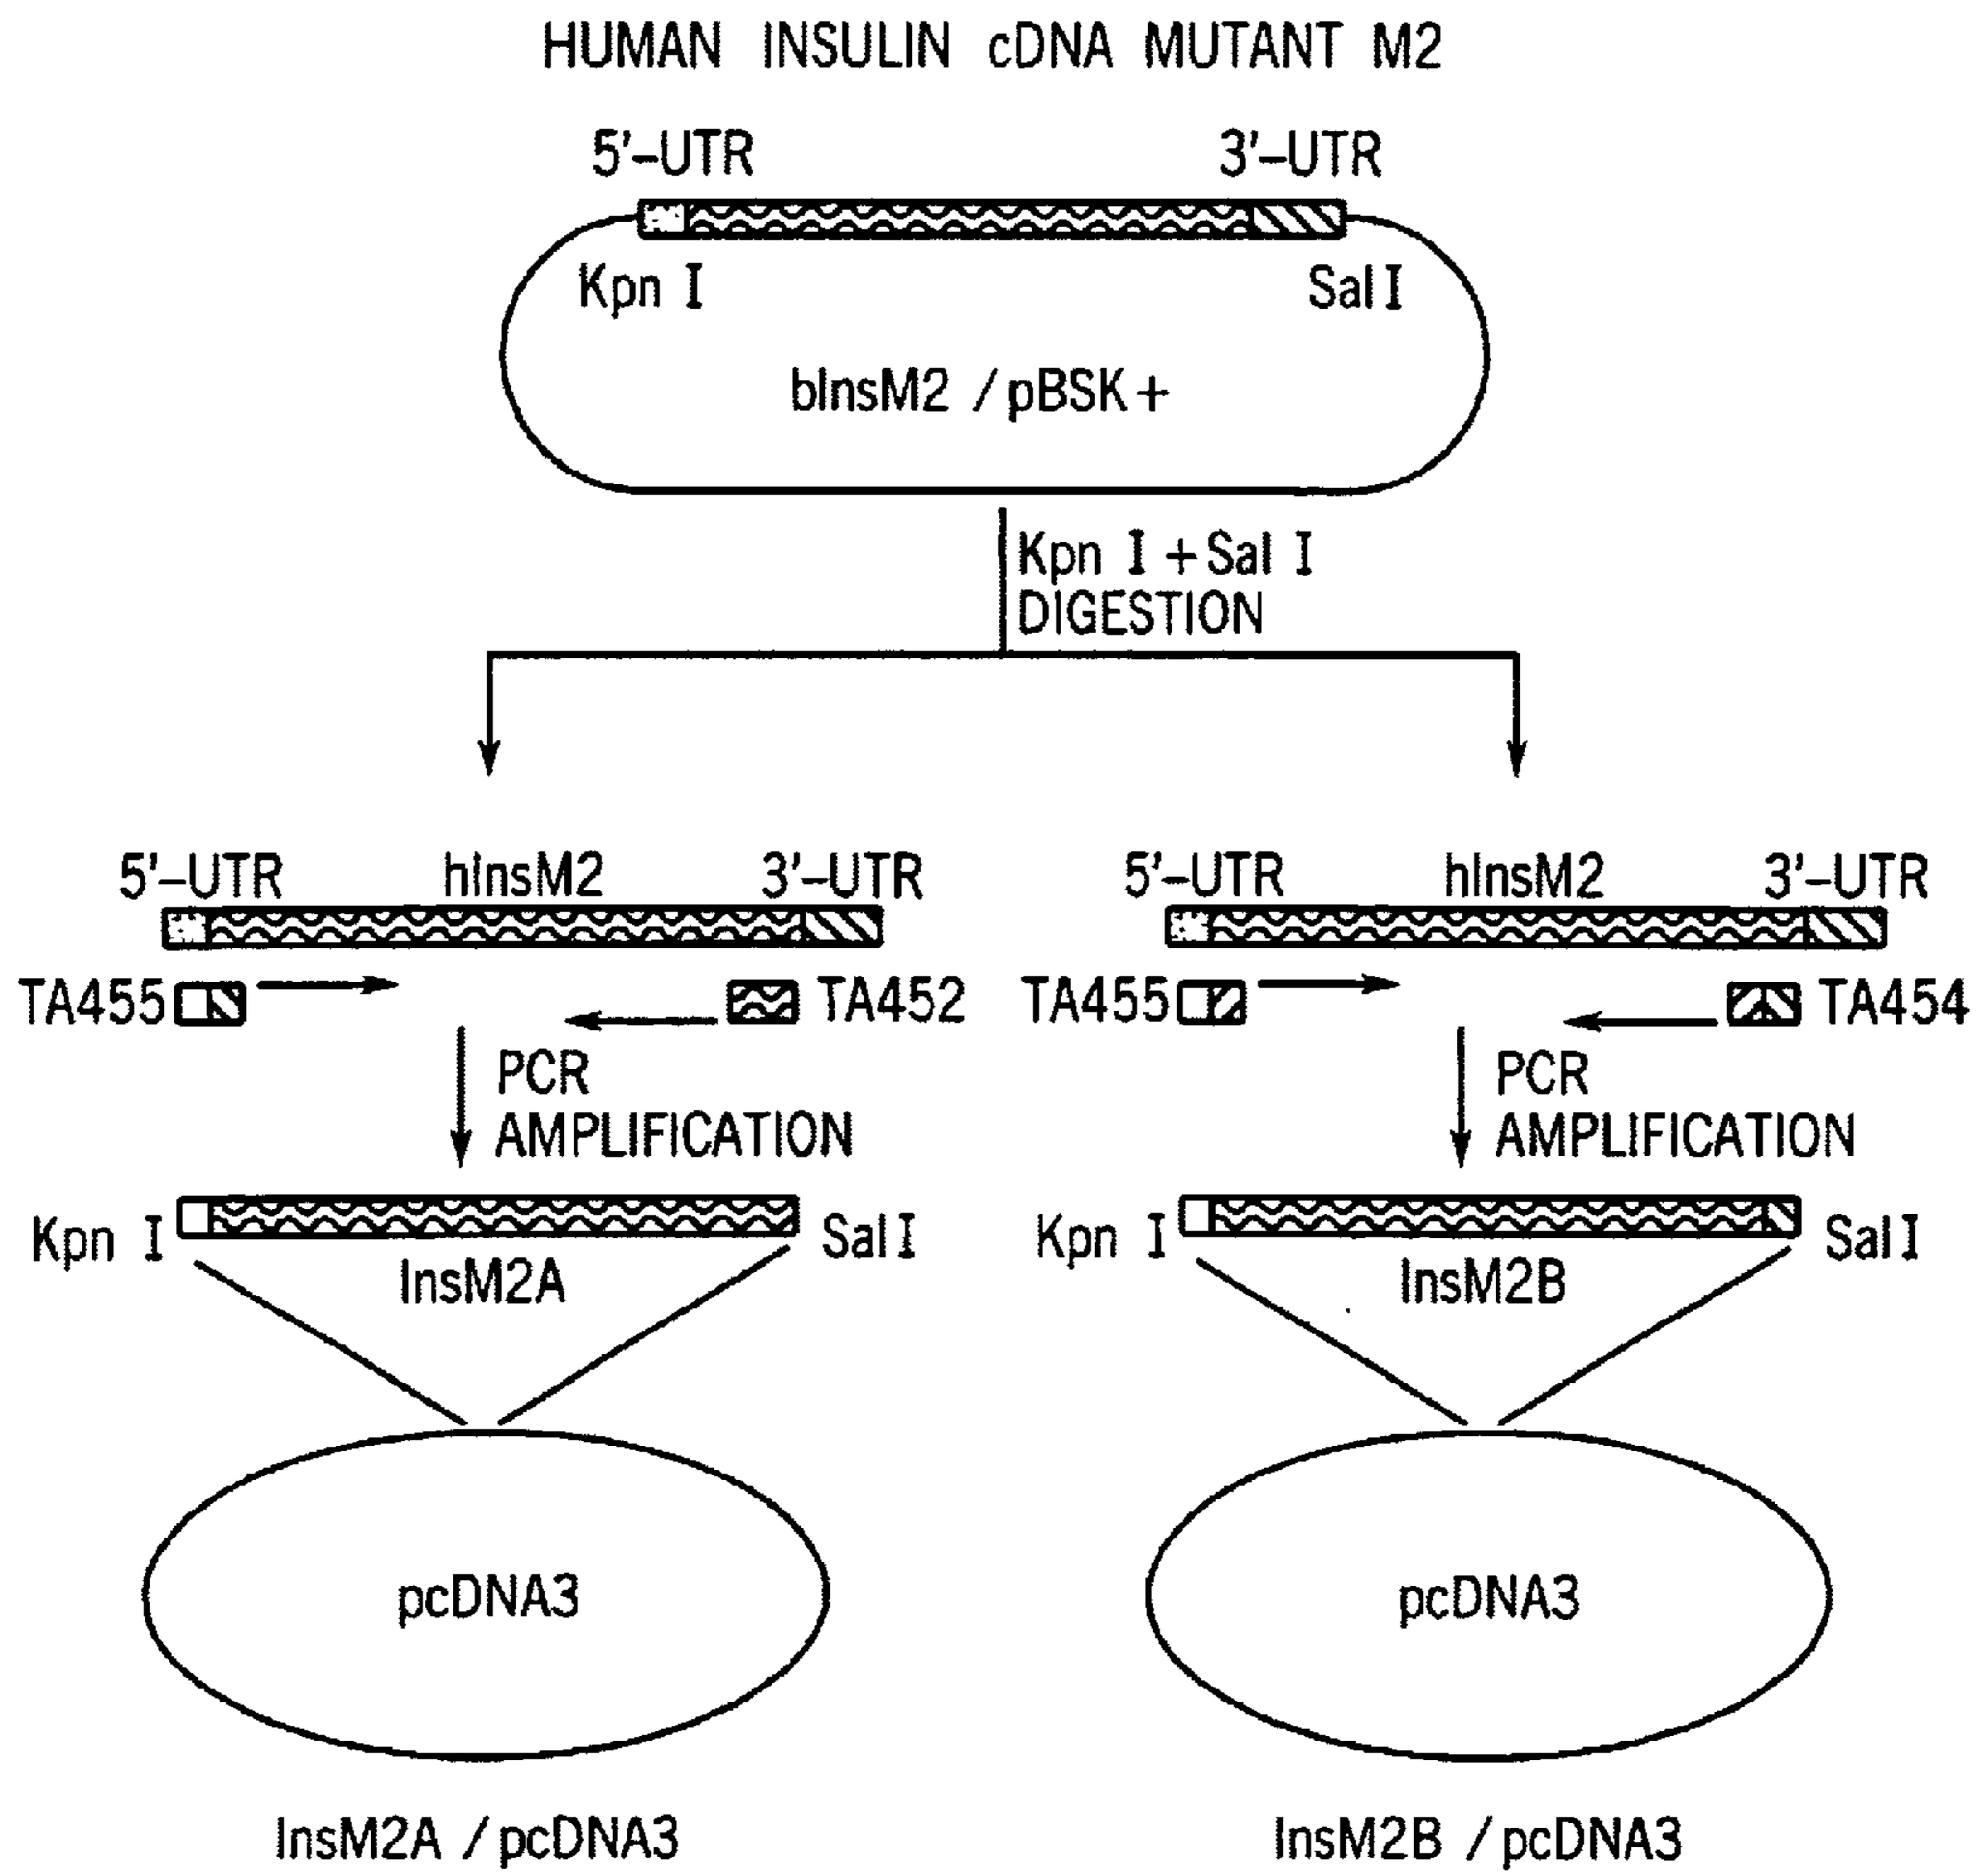 HUMAN INSULIN cDNA MUTANT M2
5'–UTR
3'–UTR
Kpn I
Sal I
bInsM2 / pBSK+
Kpn I + Sal I
DIGESTION
5'–UTR
hInsM2
3'–UTR
5'–UTR
hInsM2
3'–UTR
TA455
TA452
TA455
TA454
PCR
AMPLIFICATION
PCR
AMPLIFICATION
Kpn I
Sal I
InsM2A
Kpn I
Sal I
InsM2B
pcDNA3
pcDNA3
InsM2A / pcDNA3
InsM2B / pcDNA3